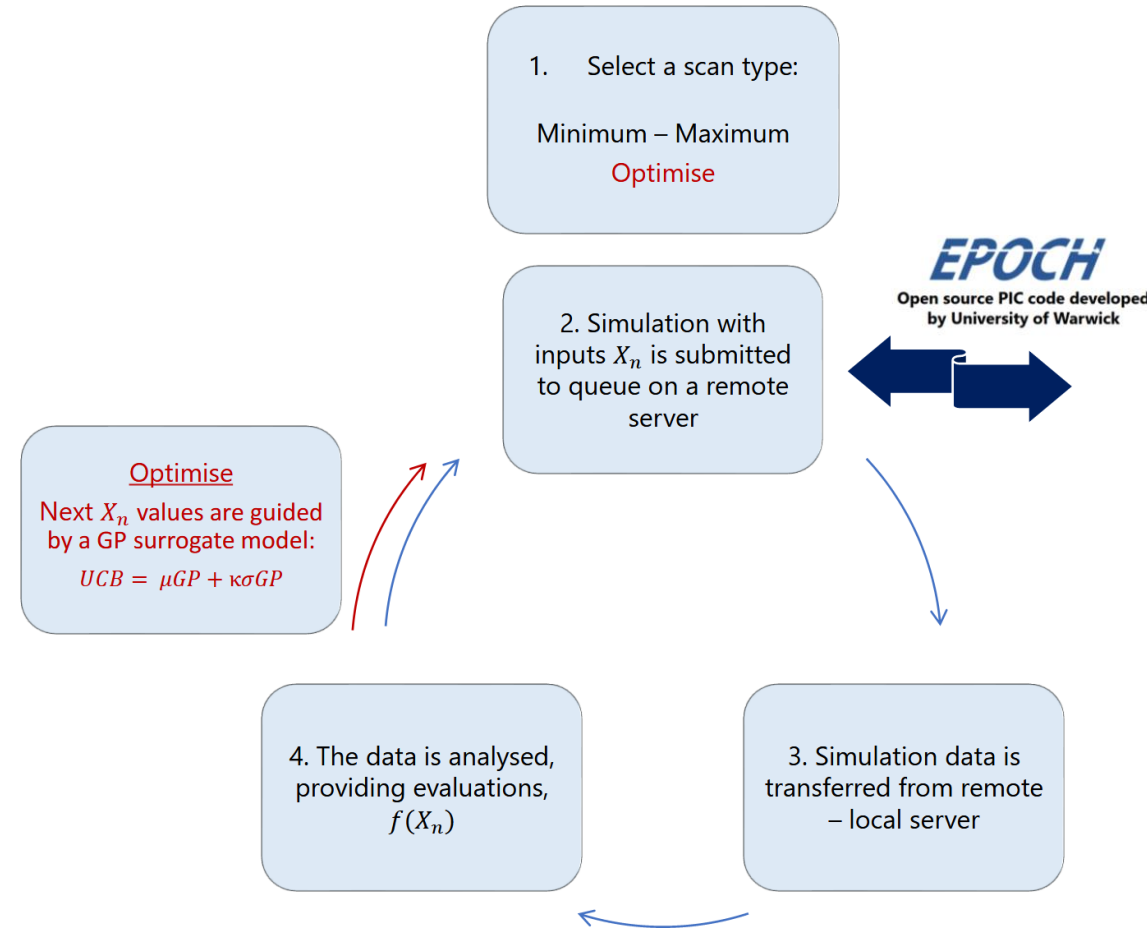 1. Select a scan type:
Minimum – Maximum
Optimise
EPOCH
Open source PIC code developed
by University of Warwick
2. Simulation with
inputs Xₙ is submitted
to queue on a remote
server
Optimise
Next Xₙ values are guided
by a GP surrogate model:
UCB = μGP + κσGP
4. The data is analysed,
providing evaluations,
f(Xₙ)
3. Simulation data is
transferred from remote
– local server